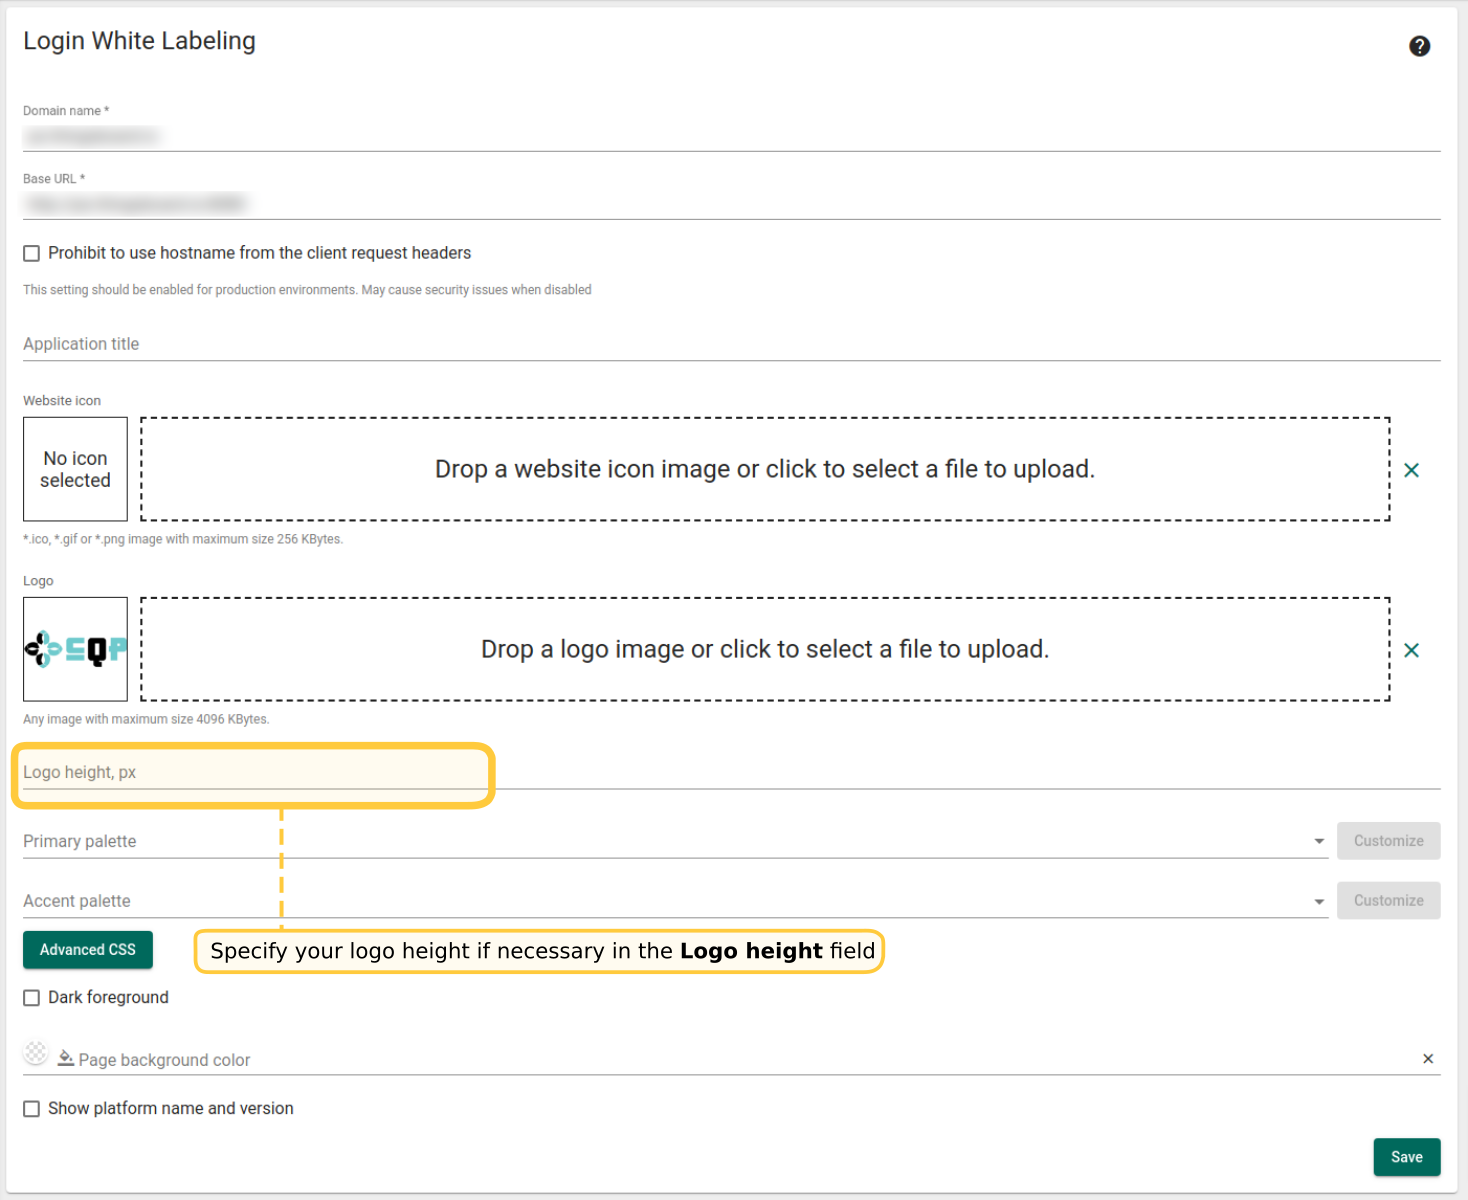 Login White Labeling
?
Domain name *
Base URL *
Prohibit to use hostname from the client request headers
This setting should be enabled for production environments. May cause security issues when disabled
Application title
Website icon
No icon
selected
Drop a website icon image or click to select a file to upload.
*.ico, *.gif or *.png image with maximum size 256 KBytes.
Logo
SQP
Drop a logo image or click to select a file to upload.
Any image with maximum size 4096 KBytes.
Logo height, px
Primary palette
Customize
Accent palette
Customize
Advanced CSS
Specify your logo height if necessary in the Logo height field
Dark foreground
Page background color
Show platform name and version
Save